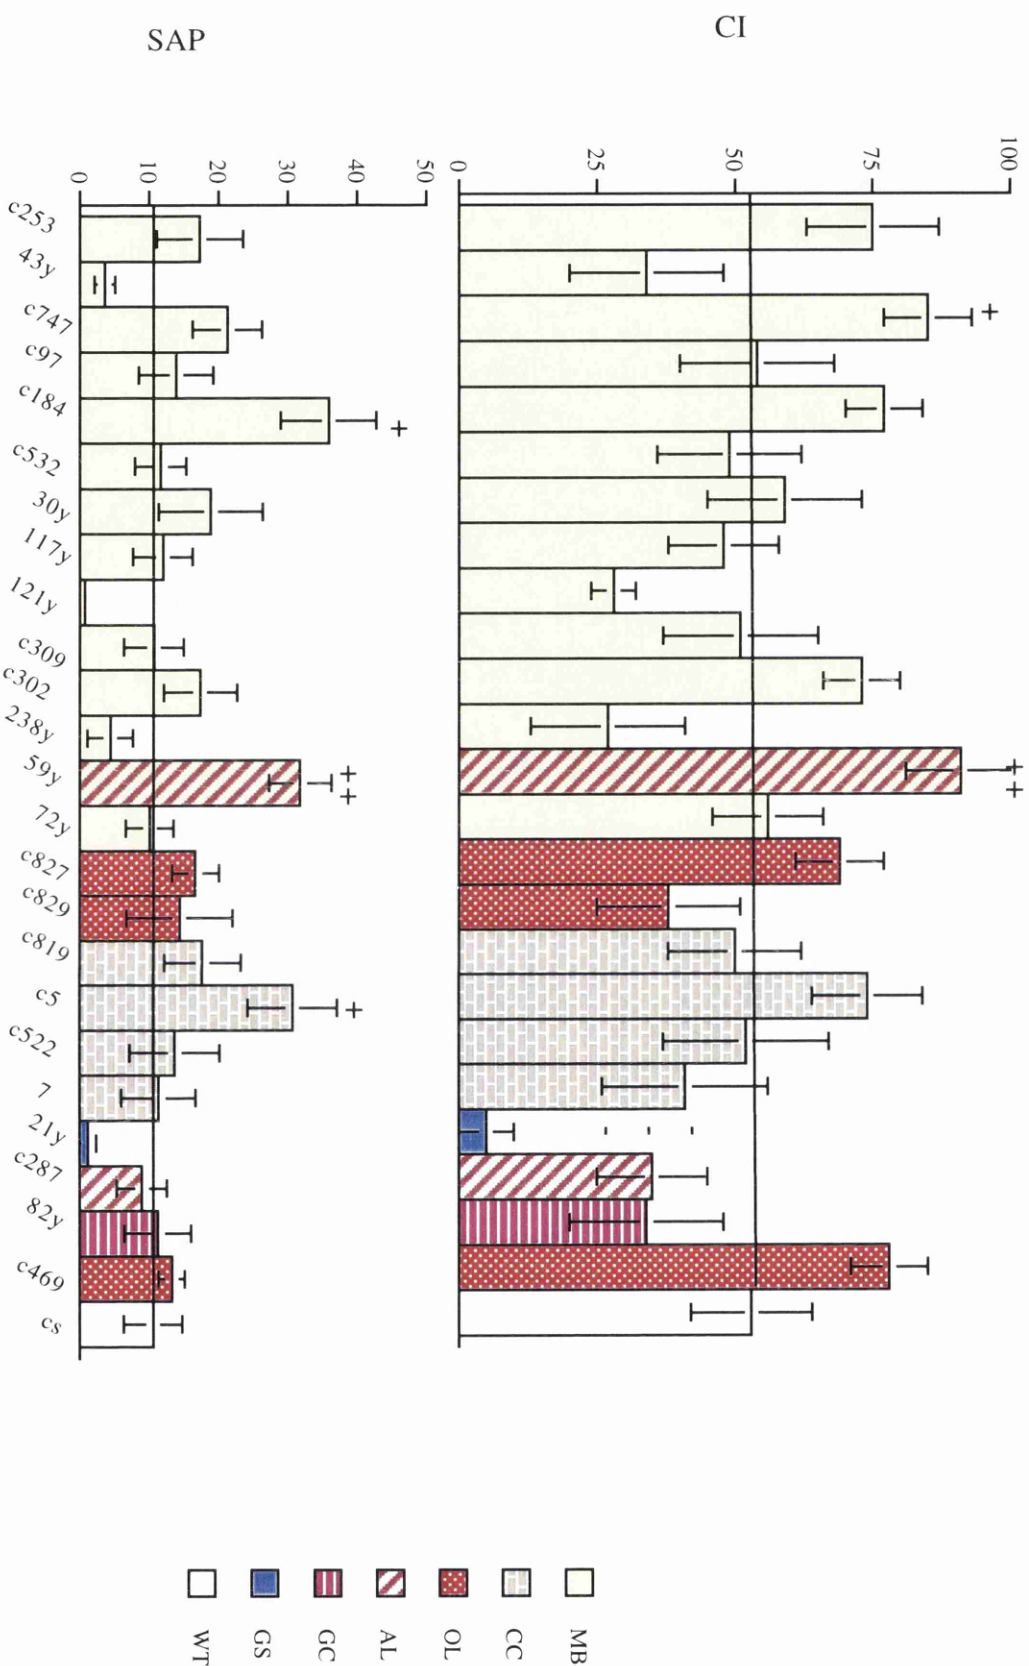 CI
100
75
50
25
0
+
+ +
SAP
50
40
30
20
10
0
+
+ +
+
c253
43y
c747
c97
c184
c532
30y
117y
121y
c309
c302
238y
59y
72y
c827
c829
c819
c5
c522
7
21y
c287
82y
c469
cs
MB
CC
OL
AL
GC
GS
WT